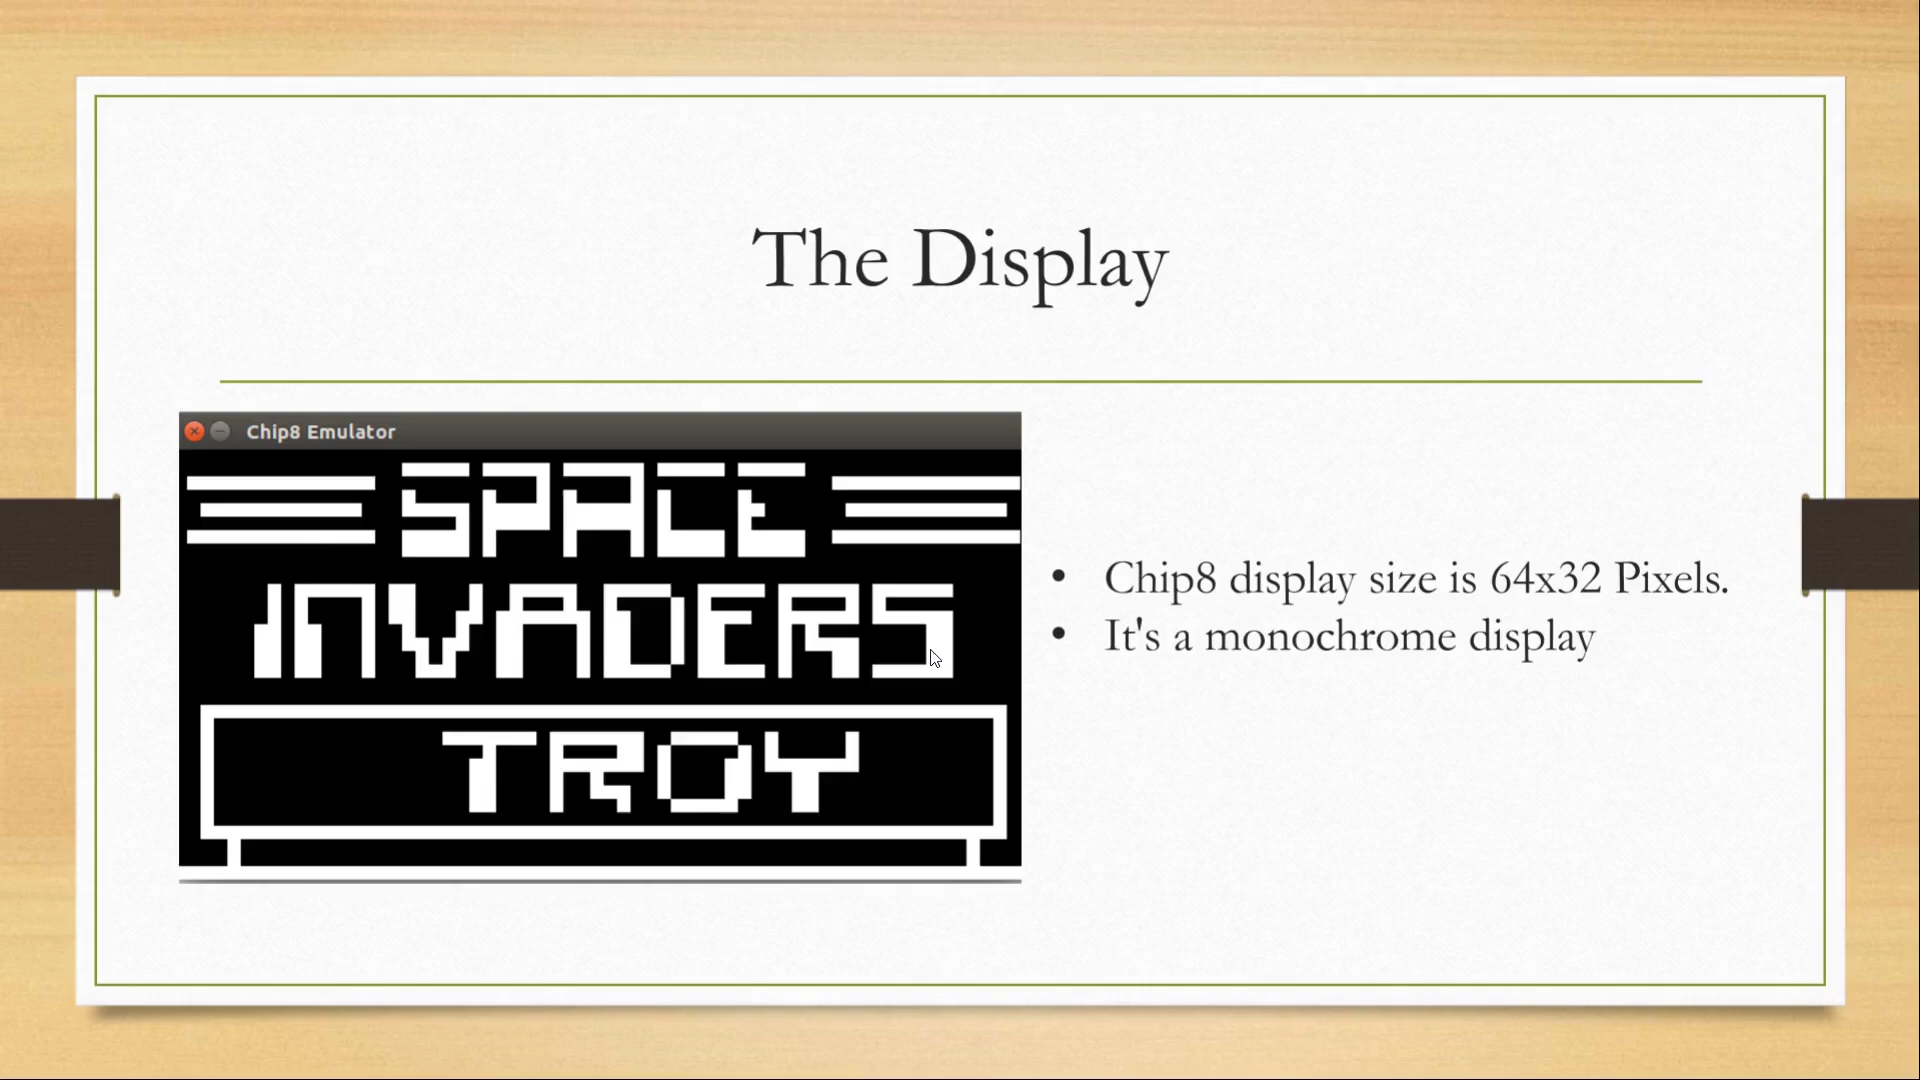 The Display
Chip8 Emulator
SPACE
INVADERS
TROY
• Chip8 display size is 64x32 Pixels.
• It's a monochrome display